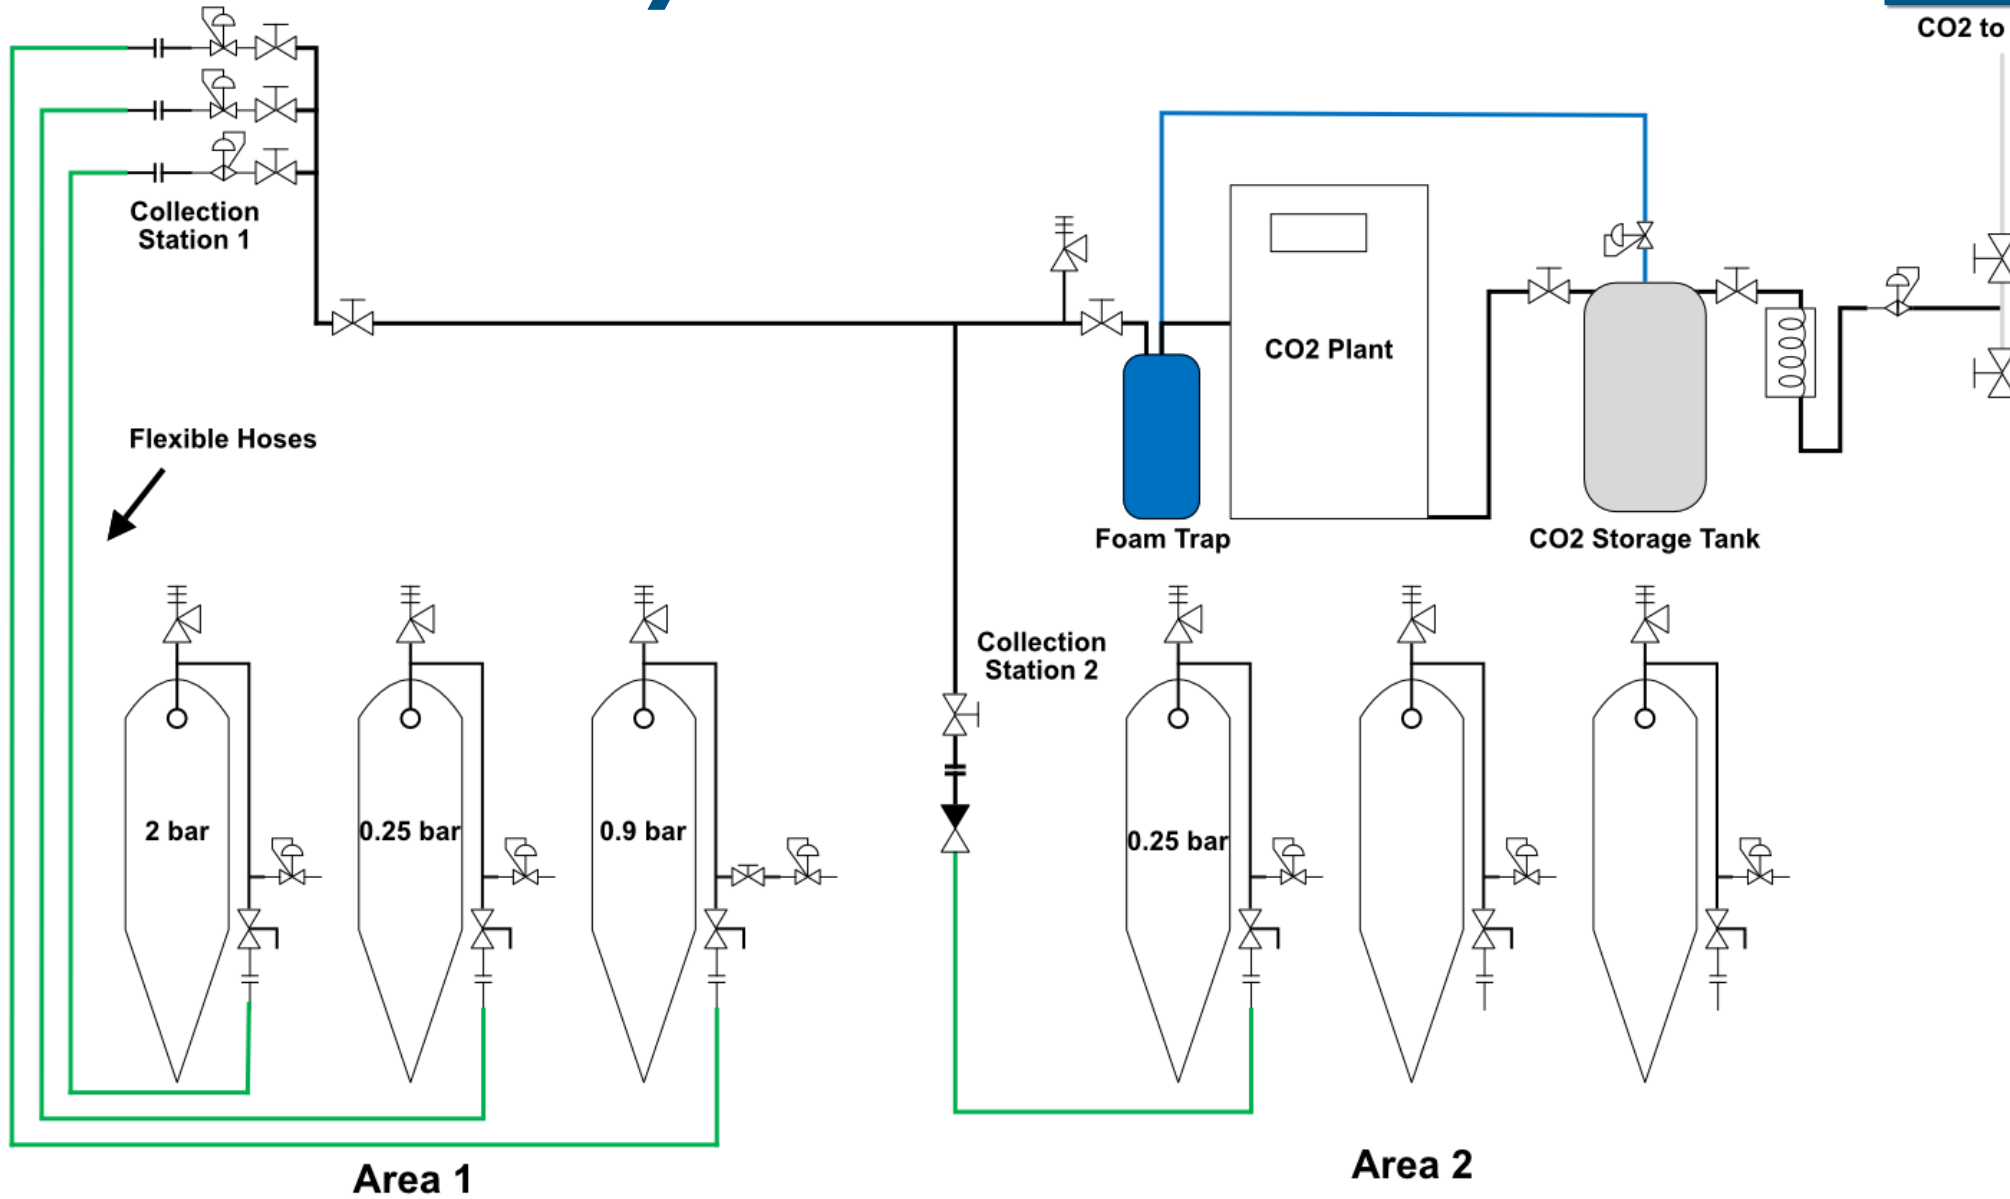 CO2 to
Collection
Station 1
CO2 Plant
Flexible Hoses
Foam Trap
CO2 Storage Tank
Collection
Station 2
2 bar
0.25 bar
0.9 bar
0.25 bar
Area 1
Area 2